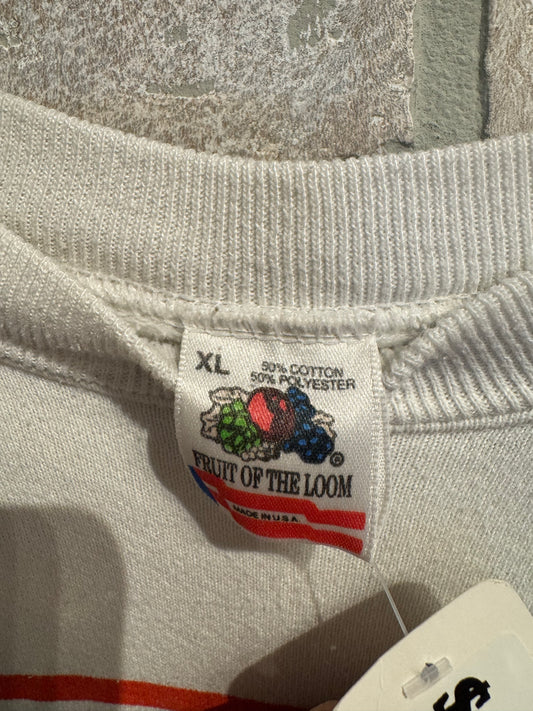 XL
50% COTTON
50% POLYESTER
®
FRUIT OF THE LOOM
MADE IN U.S.A.
$